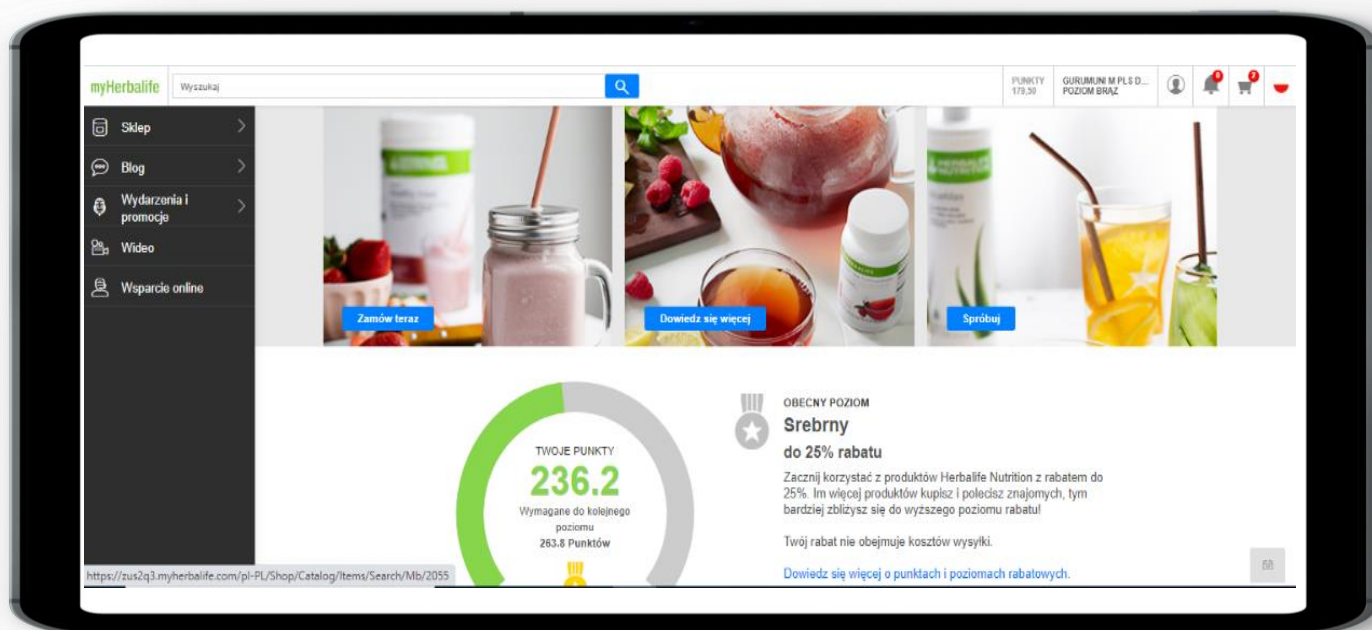 myHerbalife
Wyszukaj
PUNKTY
179,50
GURUMUNI M PLS D...
POZIOM BRĄZ
Sklep
Blog
Wydarzenia i
promocje
Wideo
Wsparcie online
HERBALIFE
NUTRITION
Zamów teraz
Dowiedz się więcej
Spróbuj
TWOJE PUNKTY
236.2
Wymagane do kolejnego
poziomu
263.8 Punktów
OBECNY POZIOM
Srebrny
do 25% rabatu
Zacznij korzystać z produktów Herbalife Nutrition z rabatem do
25%. Im więcej produktów kupisz i polecisz znajomych, tym
bardziej zbliżysz się do wyższego poziomu rabatu!
Twój rabat nie obejmuje kosztów wysyłki.
Dowiedz się więcej o punktach i poziomach rabatowych.
https://zus2q3.myherbalife.com/pl-PL/Shop/Catalog/Items/Search/Mb/2055